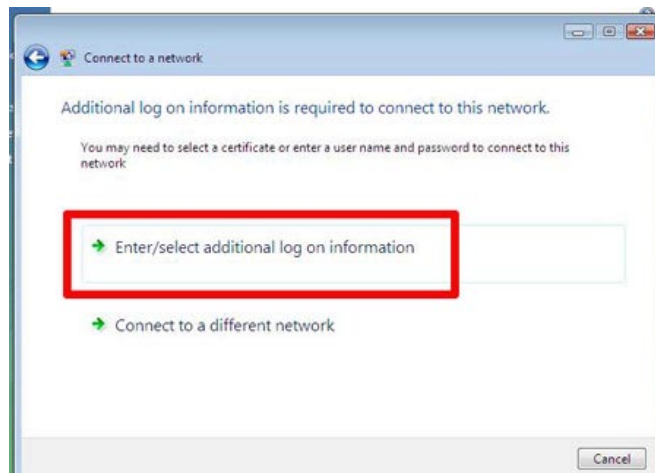 Connect to a network
Additional log on information is required to connect to this network.
You may need to select a certificate or enter a user name and password to connect to this
network
Enter/select additional log on information
Connect to a different network
Cancel